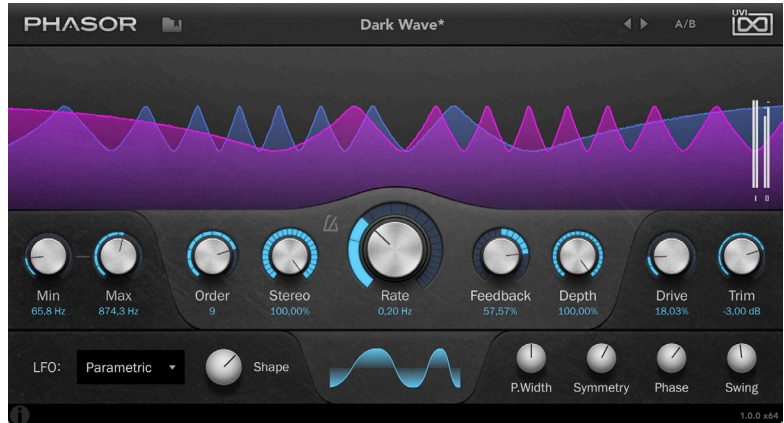 PHASOR Dark Wave* A/B UVI
I O
Min Max Order Stereo Rate Feedback Depth Drive Trim
65,8 Hz 874,3 Hz 9 100,00% 0,20 Hz 57,57% 100,00% 18,03% -3,00 dB
LFO: Parametric Shape P.Width Symmetry Phase Swing
1.0.0 x64